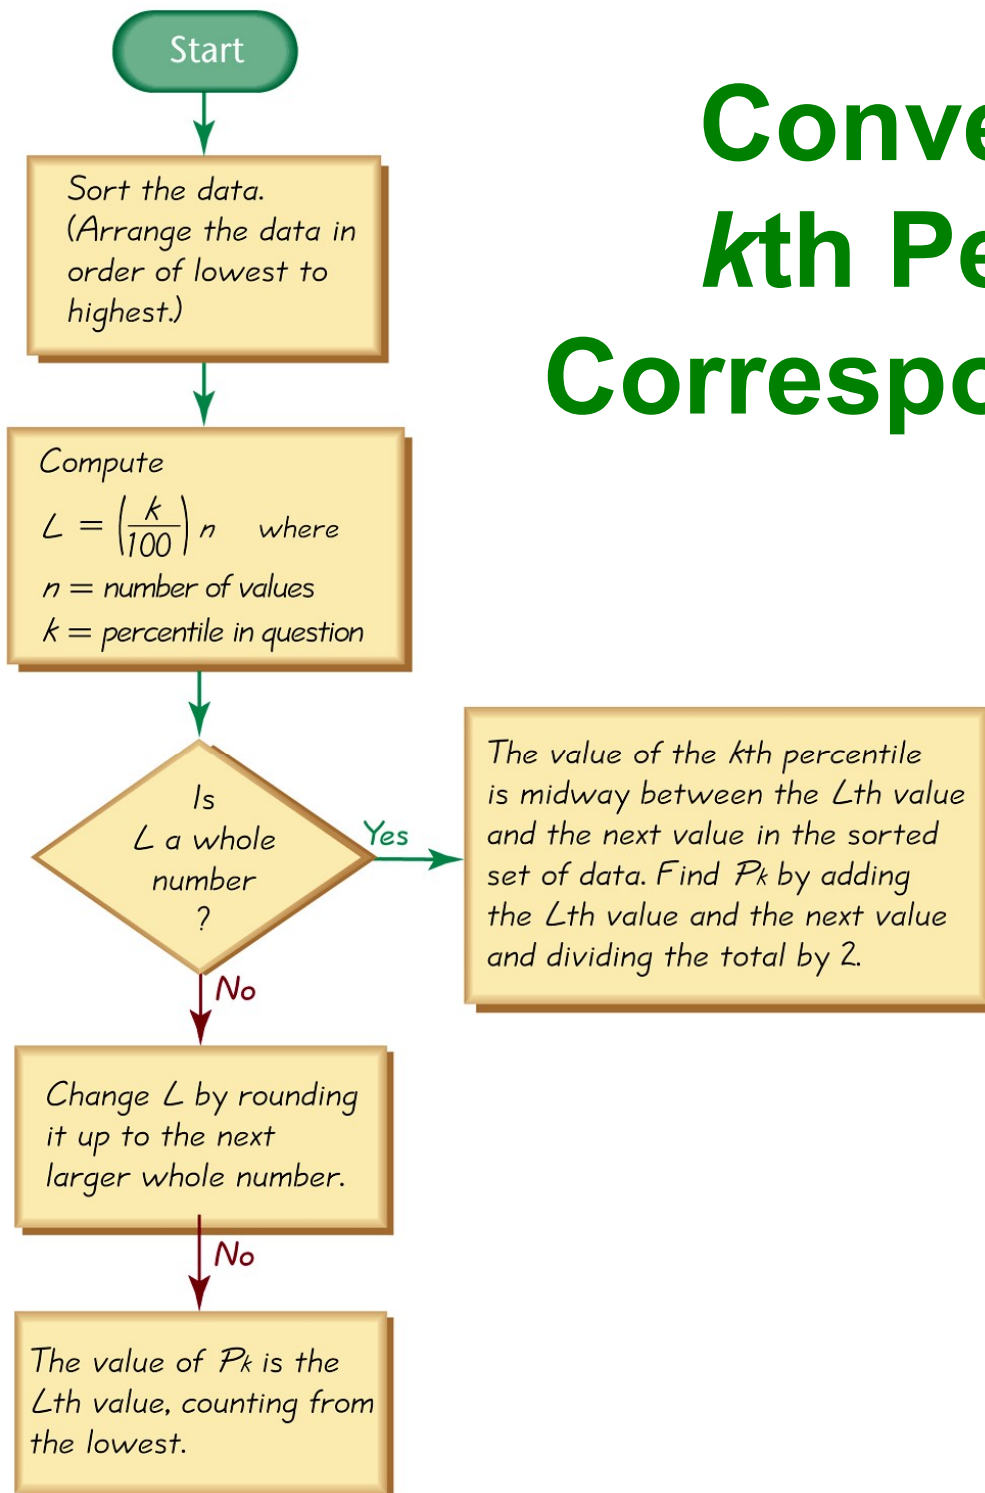 Start
Conve
kth Pe
Correspo
Sort the data.
(Arrange the data in
order of lowest to
highest.)
Compute
L = (k/100) n where
n = number of values
k = percentile in question
Is
L a whole
number
?
Yes
The value of the kth percentile
is midway between the Lth value
and the next value in the sorted
set of data. Find Pk by adding
the Lth value and the next value
and dividing the total by 2.
No
Change L by rounding
it up to the next
larger whole number.
No
The value of Pk is the
Lth value, counting from
the lowest.